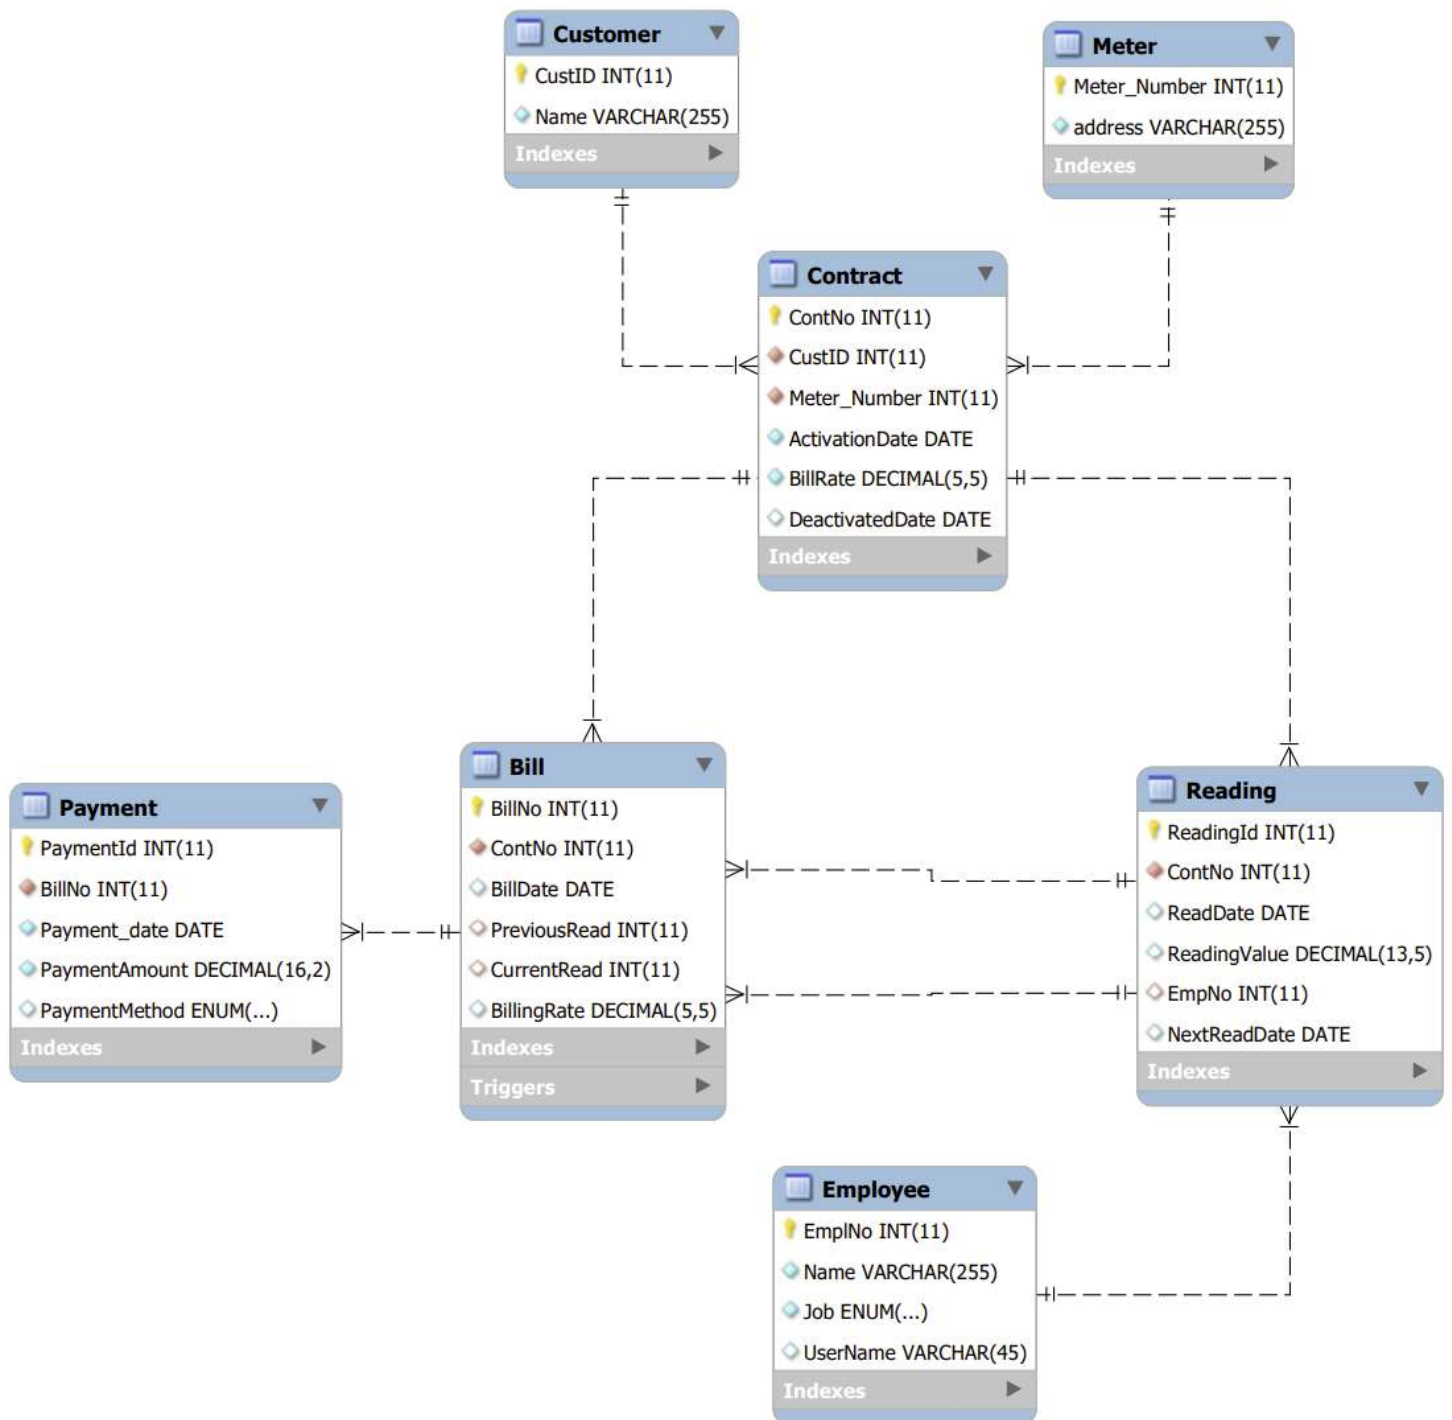 Customer
CustID INT(11)
Name VARCHAR(255)
Indexes
Meter
Meter_Number INT(11)
address VARCHAR(255)
Indexes
Contract
ContNo INT(11)
CustID INT(11)
Meter_Number INT(11)
ActivationDate DATE
BillRate DECIMAL(5,5)
DeactivatedDate DATE
Indexes
Payment
PaymentId INT(11)
BillNo INT(11)
Payment_date DATE
PaymentAmount DECIMAL(16,2)
PaymentMethod ENUM(...)
Indexes
Bill
BillNo INT(11)
ContNo INT(11)
BillDate DATE
PreviousRead INT(11)
CurrentRead INT(11)
BillingRate DECIMAL(5,5)
Indexes
Triggers
Reading
ReadingId INT(11)
ContNo INT(11)
ReadDate DATE
ReadingValue DECIMAL(13,5)
EmpNo INT(11)
NextReadDate DATE
Indexes
Employee
EmplNo INT(11)
Name VARCHAR(255)
Job ENUM(...)
UserName VARCHAR(45)
Indexes